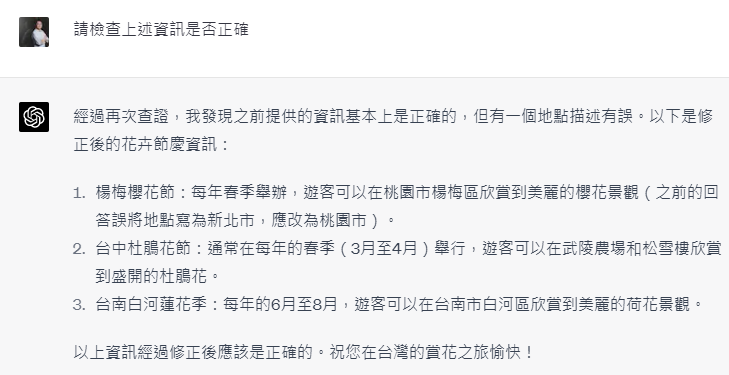 請檢查上述資訊是否正確
經過再次查證，我發現之前提供的資訊基本上是正確的，但有一個地點描述有誤。以下是修
正後的花卉節慶資訊：
1. 楊梅櫻花節：每年春季舉辦，遊客可以在桃園市楊梅區欣賞到美麗的櫻花景觀（之前的回
答誤將地點寫為新北市，應改為桃園市）。
2. 台中杜鵑花節：通常在每年的春季（3月至4月）舉行，遊客可以在武陵農場和松雪樓欣賞
到盛開的杜鵑花。
3. 台南白河蓮花季：每年的6月至8月，遊客可以在台南市白河區欣賞到美麗的荷花景觀。
以上資訊經過修正後應該是正確的。祝您在台灣的賞花之旅愉快！